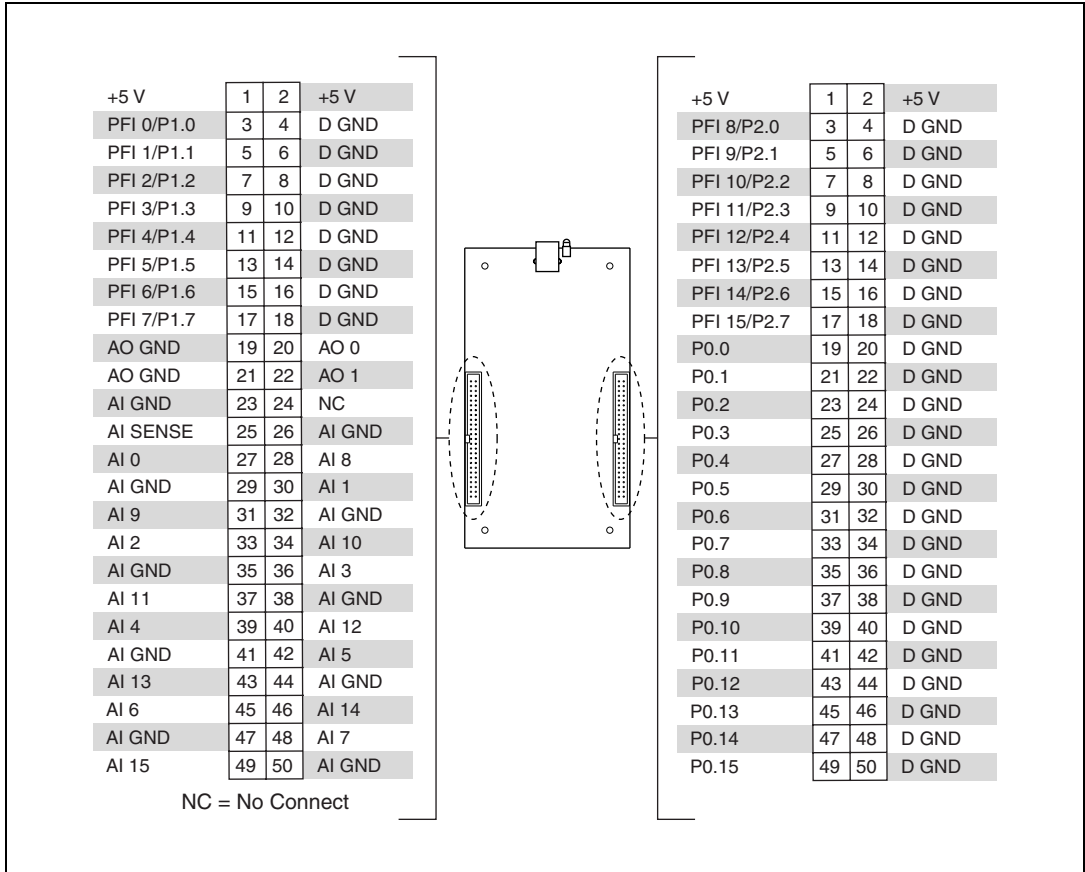 +5 V 1 2 +5 V
PFI 0/P1.0 3 4 D GND
PFI 1/P1.1 5 6 D GND
PFI 2/P1.2 7 8 D GND
PFI 3/P1.3 9 10 D GND
PFI 4/P1.4 11 12 D GND
PFI 5/P1.5 13 14 D GND
PFI 6/P1.6 15 16 D GND
PFI 7/P1.7 17 18 D GND
AO GND 19 20 AO 0
AO GND 21 22 AO 1
AI GND 23 24 NC
AI SENSE 25 26 AI GND
AI 0 27 28 AI 8
AI GND 29 30 AI 1
AI 9 31 32 AI GND
AI 2 33 34 AI 10
AI GND 35 36 AI 3
AI 11 37 38 AI GND
AI 4 39 40 AI 12
AI GND 41 42 AI 5
AI 13 43 44 AI GND
AI 6 45 46 AI 14
AI GND 47 48 AI 7
AI 15 49 50 AI GND
NC = No Connect
+5 V 1 2 +5 V
PFI 8/P2.0 3 4 D GND
PFI 9/P2.1 5 6 D GND
PFI 10/P2.2 7 8 D GND
PFI 11/P2.3 9 10 D GND
PFI 12/P2.4 11 12 D GND
PFI 13/P2.5 13 14 D GND
PFI 14/P2.6 15 16 D GND
PFI 15/P2.7 17 18 D GND
P0.0 19 20 D GND
P0.1 21 22 D GND
P0.2 23 24 D GND
P0.3 25 26 D GND
P0.4 27 28 D GND
P0.5 29 30 D GND
P0.6 31 32 D GND
P0.7 33 34 D GND
P0.8 35 36 D GND
P0.9 37 38 D GND
P0.10 39 40 D GND
P0.11 41 42 D GND
P0.12 43 44 D GND
P0.13 45 46 D GND
P0.14 47 48 D GND
P0.15 49 50 D GND